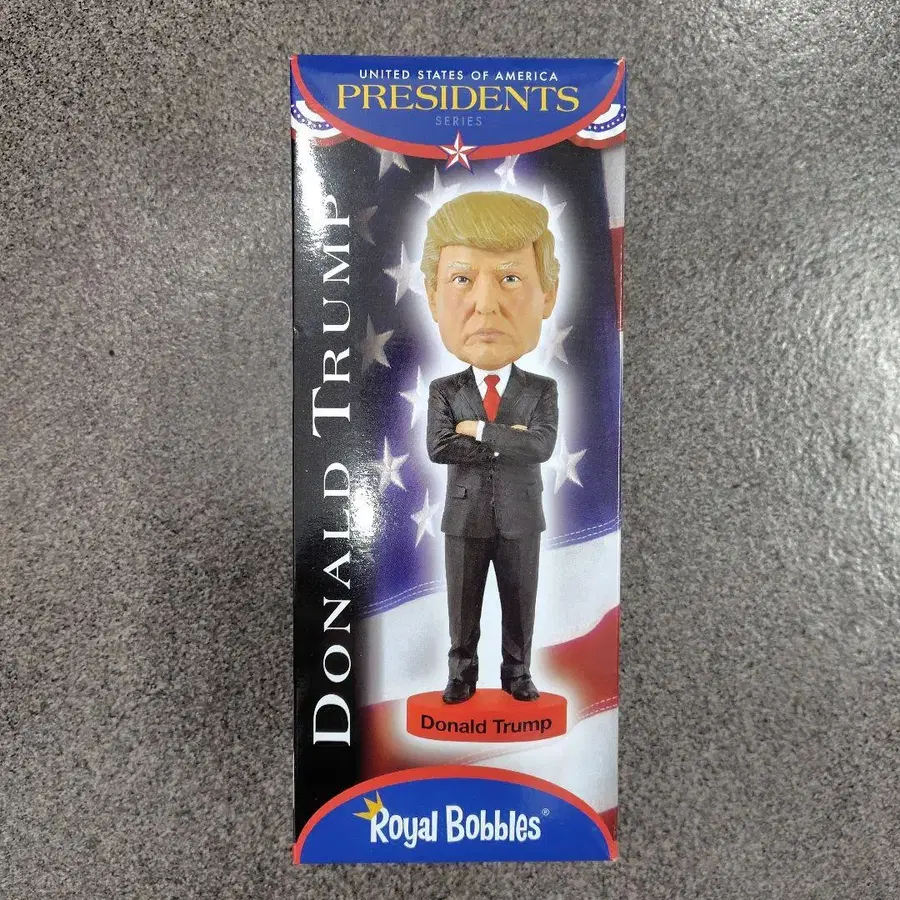 UNITED STATES OF AMERICA
PRESIDENTS
SERIES
DONALD TRUMP
Donald Trump
Royal Bobbles®